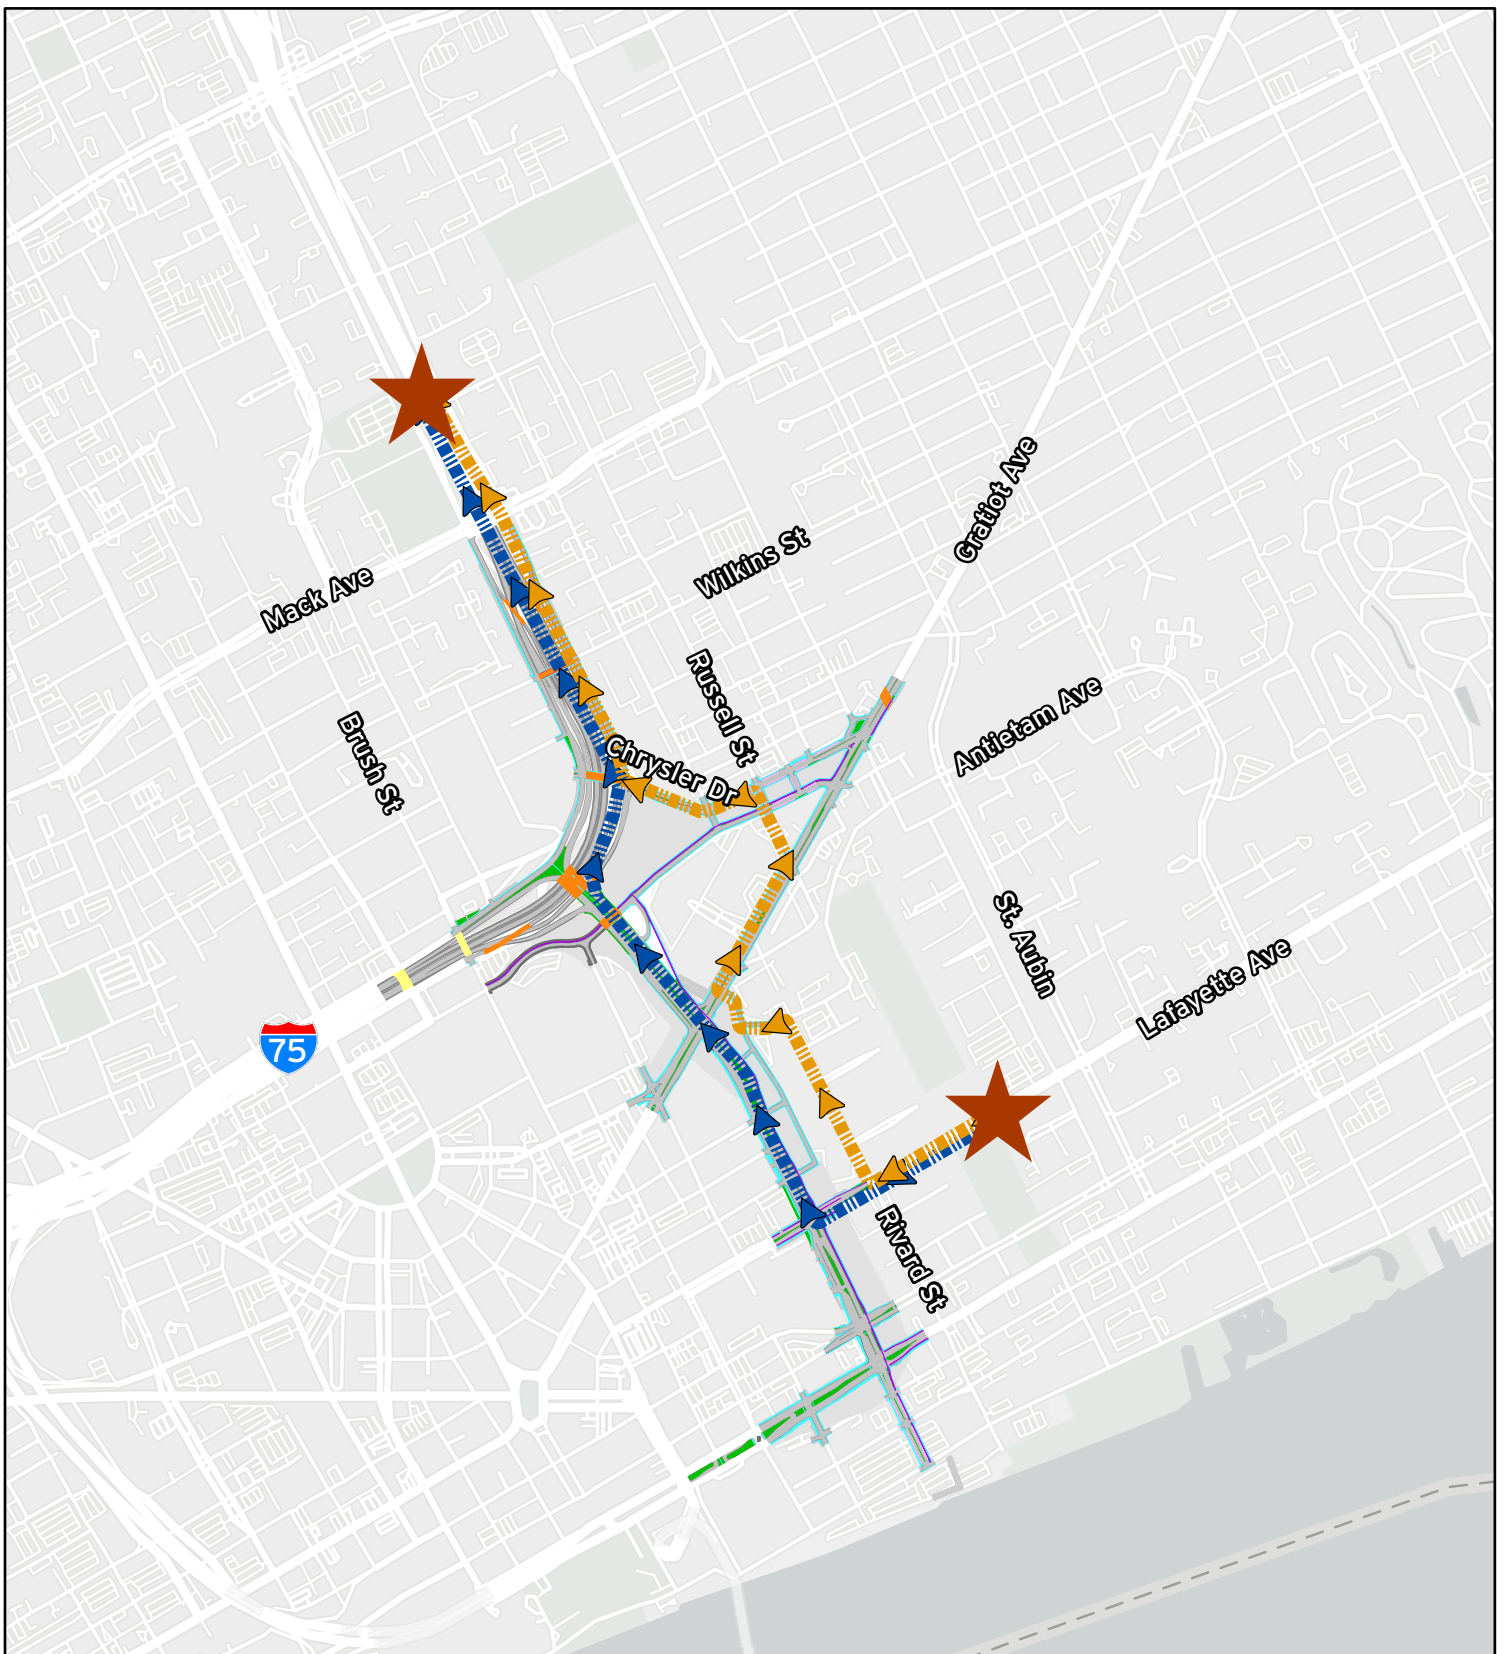 Gratiot Ave
Wilkins St
Mack Ave
Russell St
Antietam Ave
Chrysler Dr
Brush St
St. Aubin
Lafayette Ave
75
Rivard St